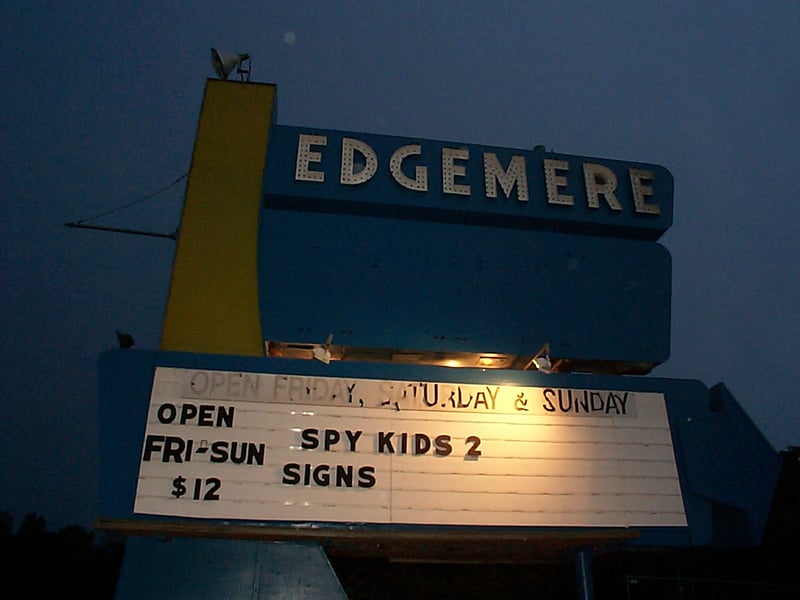 EDGEMERE
OPEN FRIDAY, SATURDAY & SUNDAY
OPEN
FRI-SUN SPY KIDS 2
$12 SIGNS